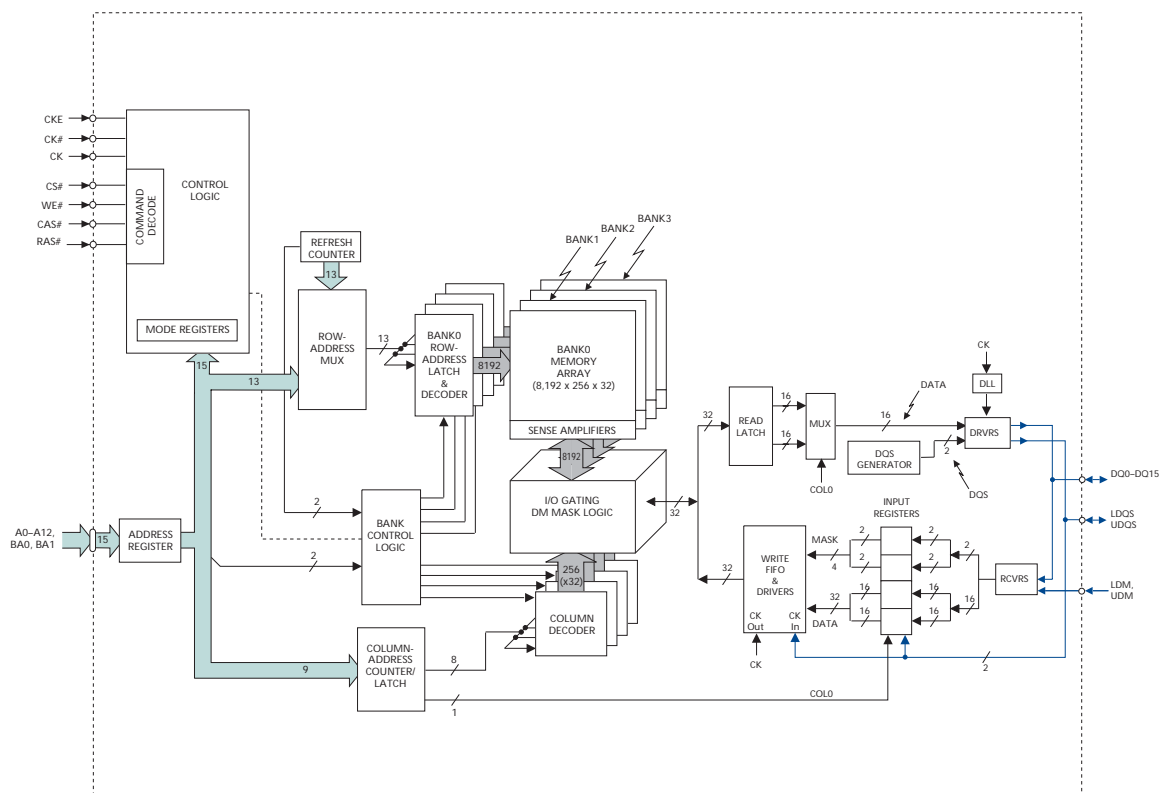 CKE
CK#
CK
CS#
WE#
CAS#
RAS#
CONTROL
LOGIC
COMMAND
DECODE
MODE REGISTERS
15
13
REFRESH
COUNTER
13
ROW-
ADDRESS
MUX
13
BANK0
ROW-
ADDRESS
LATCH
&
DECODER
8192
BANK1
BANK2
BANK3
BANK0
MEMORY
ARRAY
(8,192 x 256 x 32)
SENSE AMPLIFIERS
8192
I/O GATING
DM MASK LOGIC
32
256
(x32)
COLUMN
DECODER
2
2
BANK
CONTROL
LOGIC
A0–A12,
BA0, BA1
15
ADDRESS
REGISTER
9
COLUMN-
ADDRESS
COUNTER/
LATCH
8
1
COL0
32
READ
LATCH
16
16
MUX
COL0
16
DATA
DQS
GENERATOR
2
DQS
CK
DLL
DRVRS
DQ0–DQ15
LDQS
UDQS
LDM,
UDM
32
WRITE
FIFO
&
DRIVERS
CK
Out
CK
In
CK
MASK
4
32
DATA
INPUT
REGISTERS
2
2
16
16
2
2
16
16
2
16
RCVRS
2